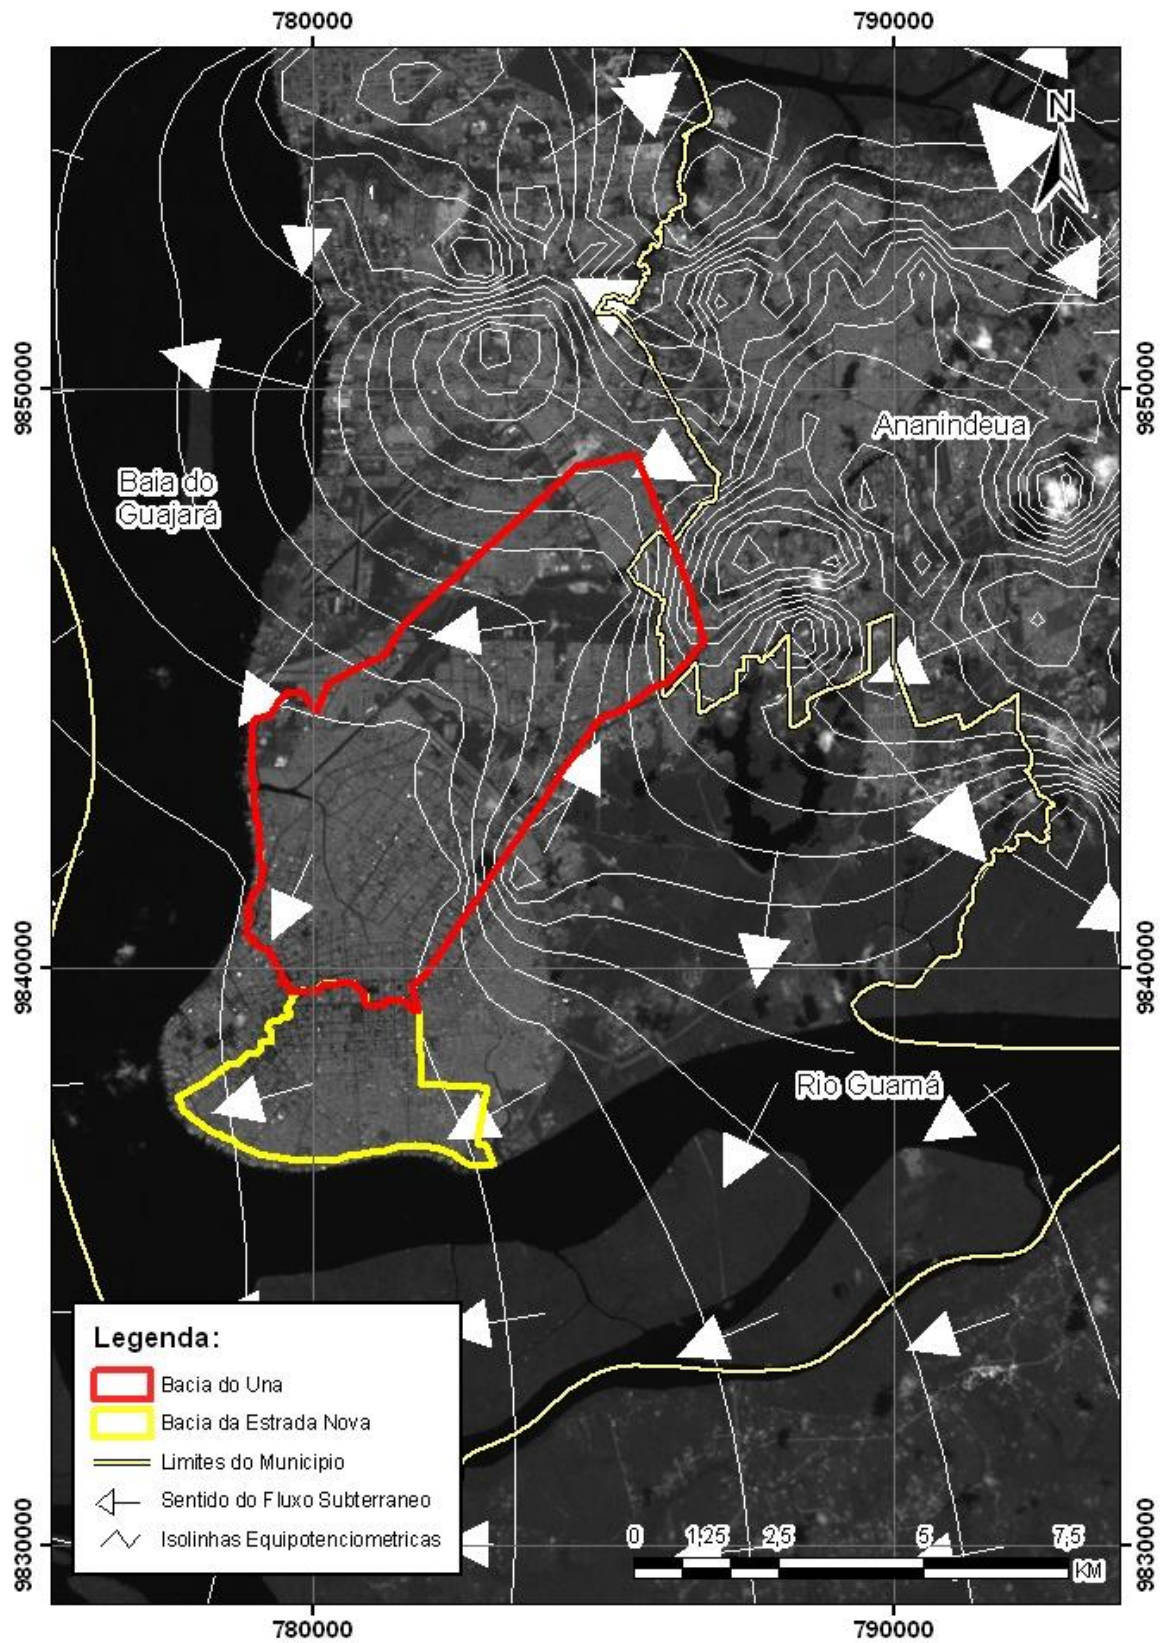 780000
790000
N
9850000
9850000
Ananindeua
Baia do
Guajará
9840000
9840000
Rio Guamá
Legenda:
Bacia do Una
Bacia da Estrada Nova
Limites do Municipio
Sentido do Fluxo Subterraneo
Isolinhas Equipotenciometricas
0 1,25 2,5 5 7,5
KM
9830000
9830000
780000
790000